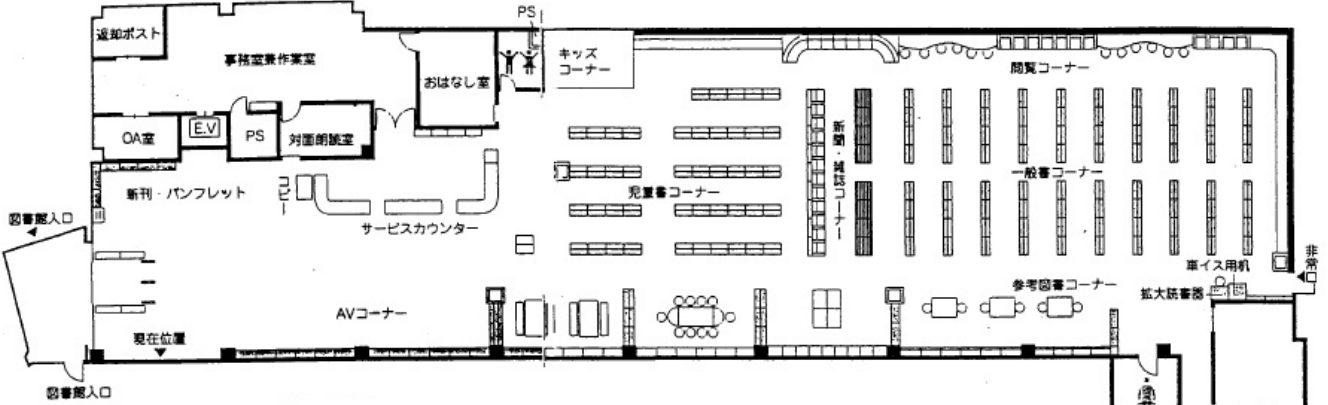 PS
返却ポスト
事務室兼作業室
おはなし室
キッズ
コーナー
閲覧コーナー
OA室
E.V
PS
対面朗読室
新刊・パンフレット
コピー
サービスカウンター
児童書コーナー
新聞・雑誌コーナー
一般書コーナー
図書館入口
非常口
車イス用机
拡大読書器
参考図書コーナー
AVコーナー
現在位置
図書館入口